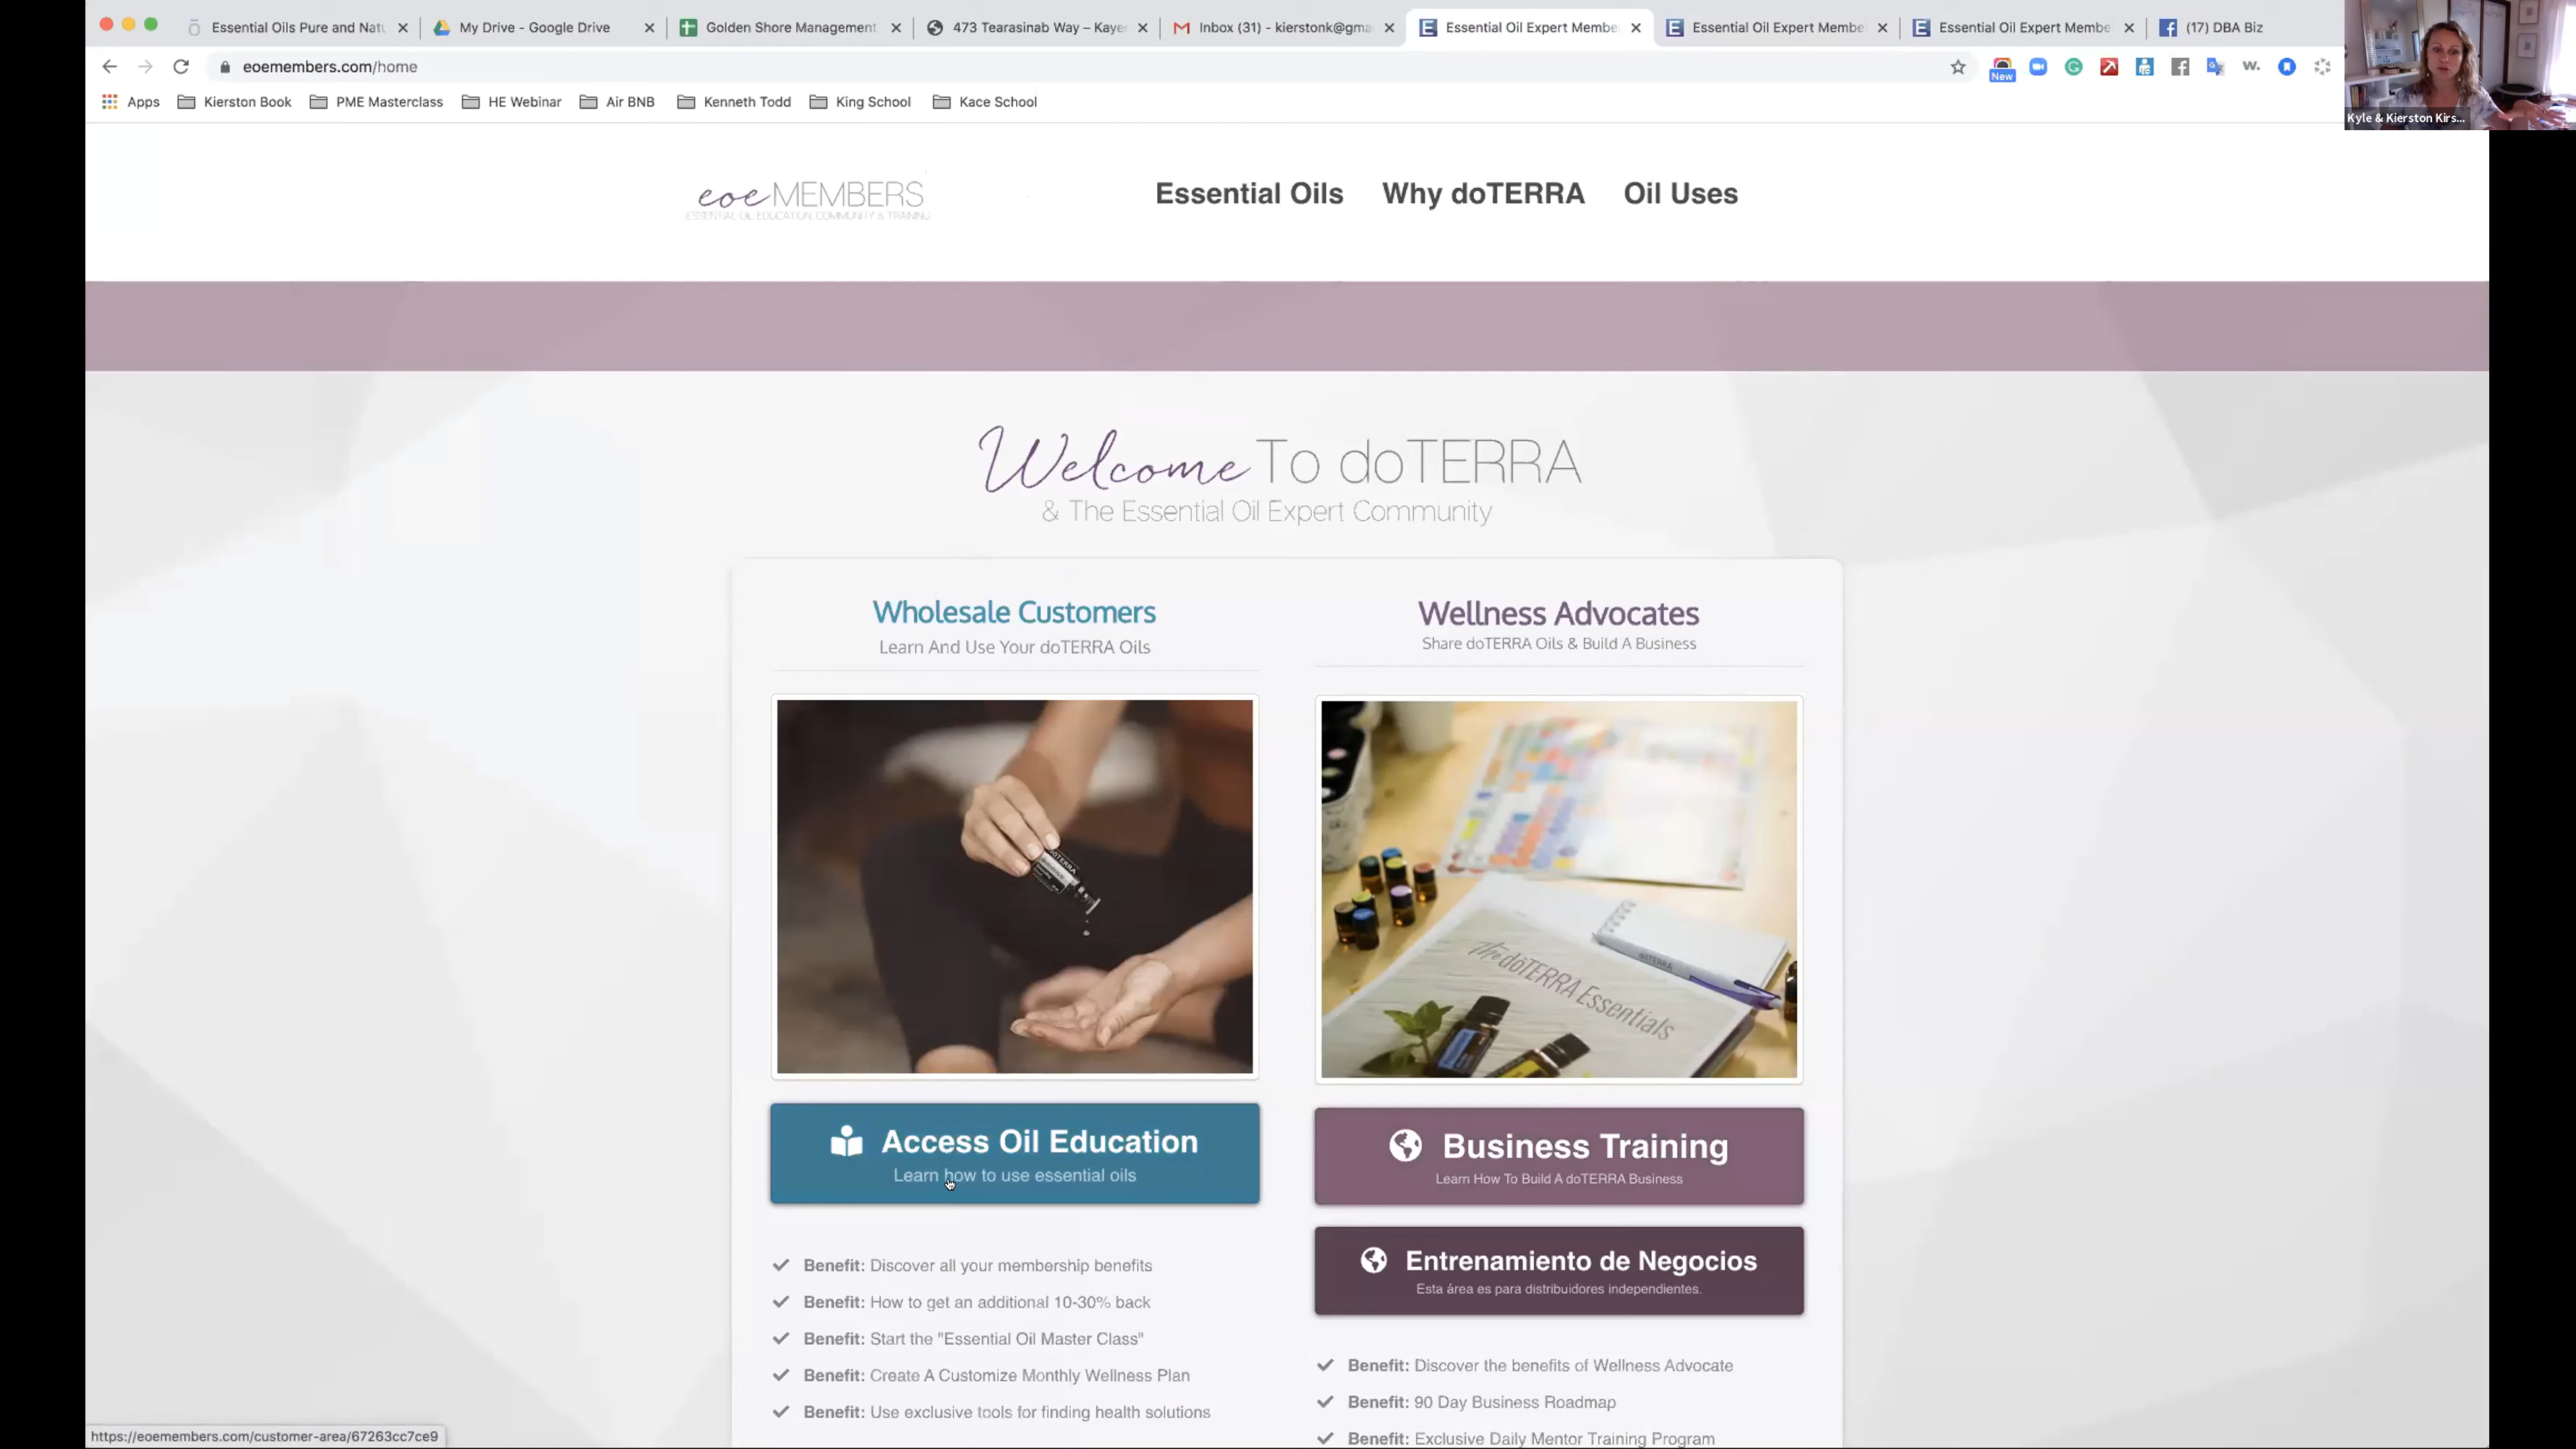 Essential Oils Pure and Natu
My Drive - Google Drive
Golden Shore Management
473 Tearasinab Way – Kayer
Inbox (31) - kierstonk@gmai
Essential Oil Expert Membe
Essential Oil Expert Membe
Essential Oil Expert Membe
(17) DBA Biz
eoemembers.com/home
New
Apps
Kierston Book
PME Masterclass
HE Webinar
Air BNB
Kenneth Todd
King School
Kace School
Kyle & Kierston Kirs...
eoe MEMBERS
ESSENTIAL OIL EDUCATION, COMMUNITY & TRAINING
Essential Oils
Why doTERRA
Oil Uses
Welcome To doTERRA
& The Essential Oil Expert Community
Wholesale Customers
Learn And Use Your doTERRA Oils
Wellness Advocates
Share doTERRA Oils & Build A Business
the doTERRA Essentials
doTERRA
Access Oil Education
Learn how to use essential oils
Business Training
Learn How To Build A doTERRA Business
Entrenamiento de Negocios
Esta área es para distribuidores independientes.
Benefit: Discover all your membership benefits
Benefit: How to get an additional 10-30% back
Benefit: Start the "Essential Oil Master Class"
Benefit: Create A Customize Monthly Wellness Plan
Benefit: Use exclusive tools for finding health solutions
Benefit: Discover the benefits of Wellness Advocate
Benefit: 90 Day Business Roadmap
Benefit: Exclusive Daily Mentor Training Program
https://eoemembers.com/customer-area/67263cc7ce9